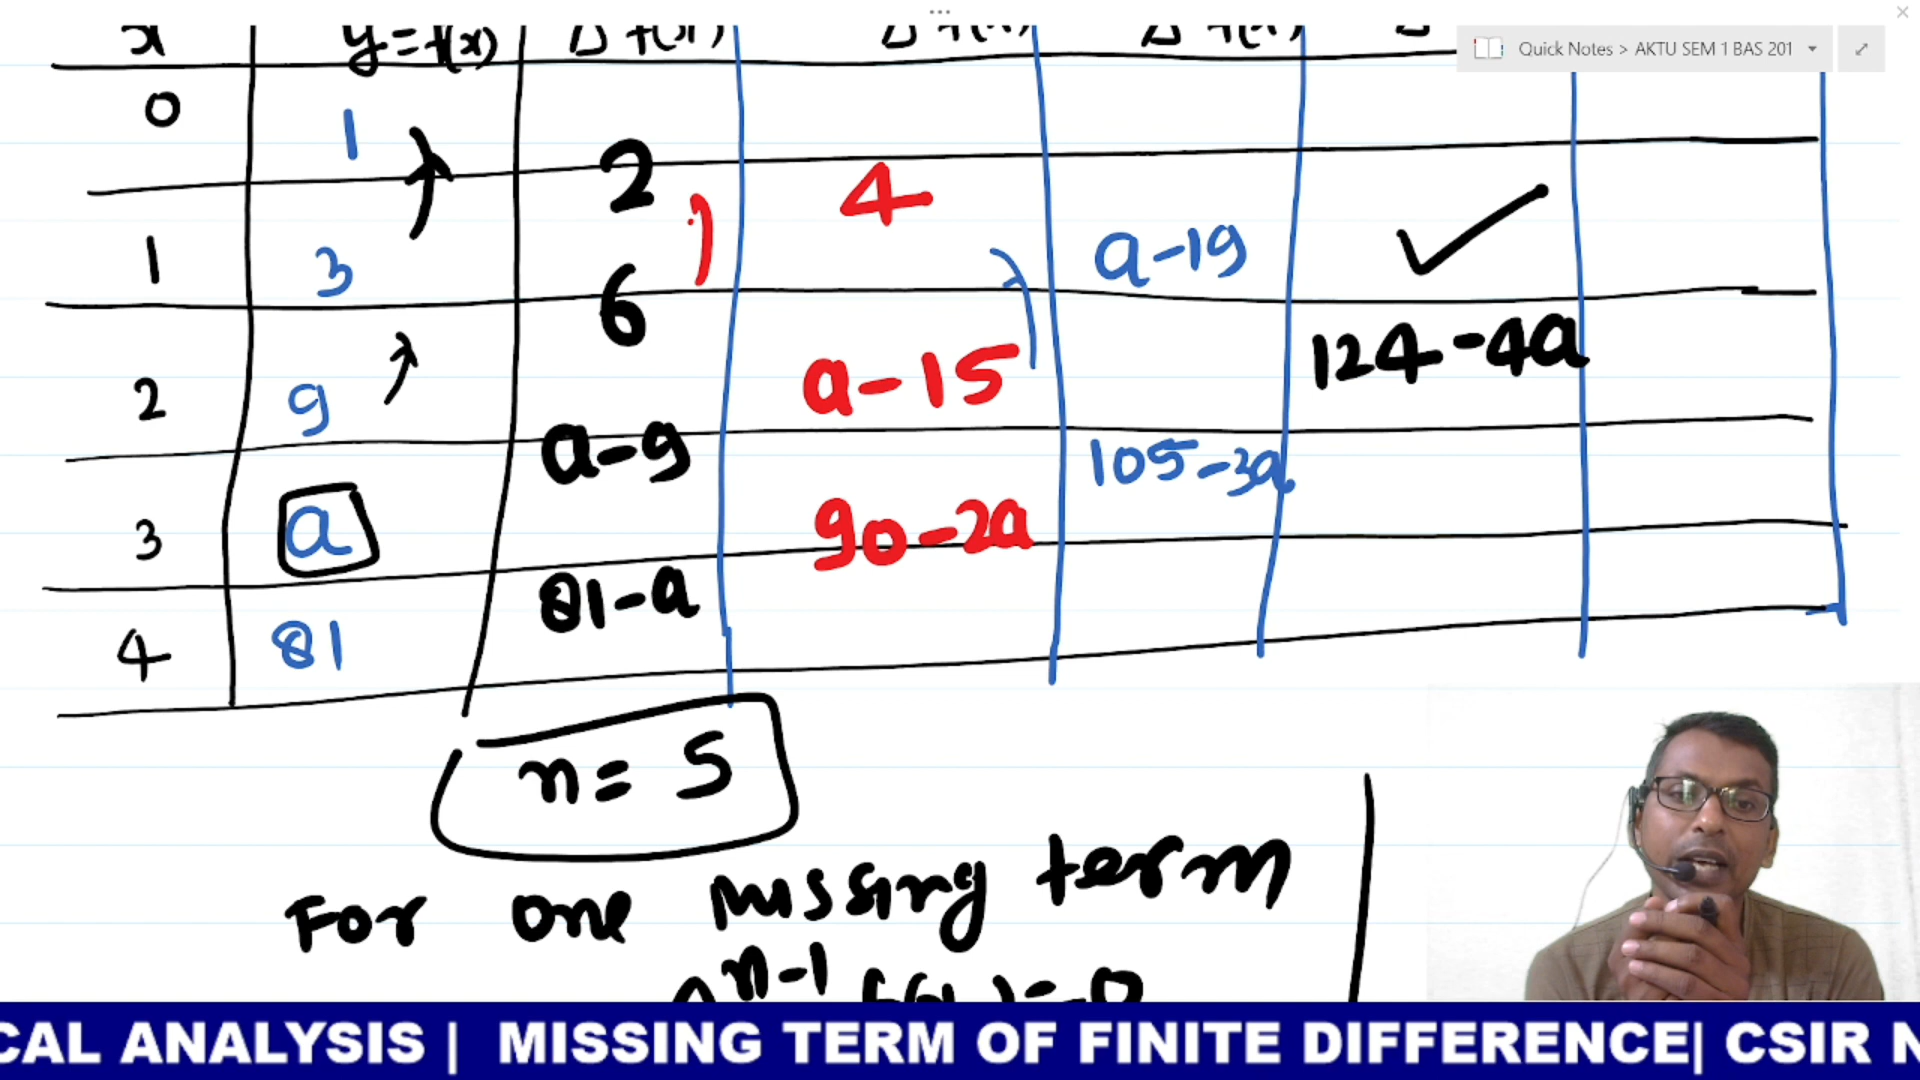 x y=f(x) Δ f(x)
Quick Notes > AKTU SEM 1 BAS 201
0 1
2 4
1 3 a-19
6
124-4a
2 9 a-15
a-9 105-3a
3 a 90-2a
81-a
4 81
n= 5
For one missing term
n-1 =0
CAL ANALYSIS | MISSING TERM OF FINITE DIFFERENCE| CSIR N